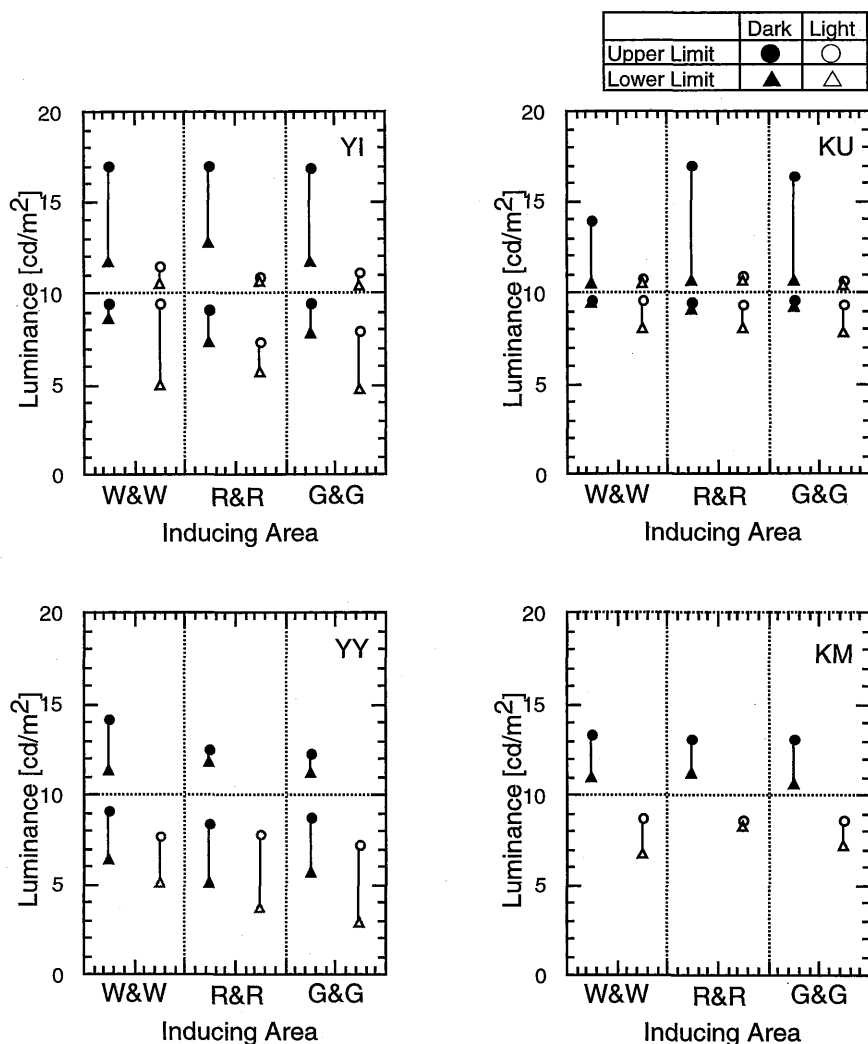 Dark Light
Upper Limit ● ○
Lower Limit ▲ △
YI
Luminance [cd/m²]
20
15
10
5
0
W&W R&R G&G
Inducing Area
KU
Luminance [cd/m²]
20
15
10
5
0
W&W R&R G&G
Inducing Area
YY
Luminance [cd/m²]
20
15
10
5
0
W&W R&R G&G
Inducing Area
KM
Luminance [cd/m²]
20
15
10
5
0
W&W R&R G&G
Inducing Area